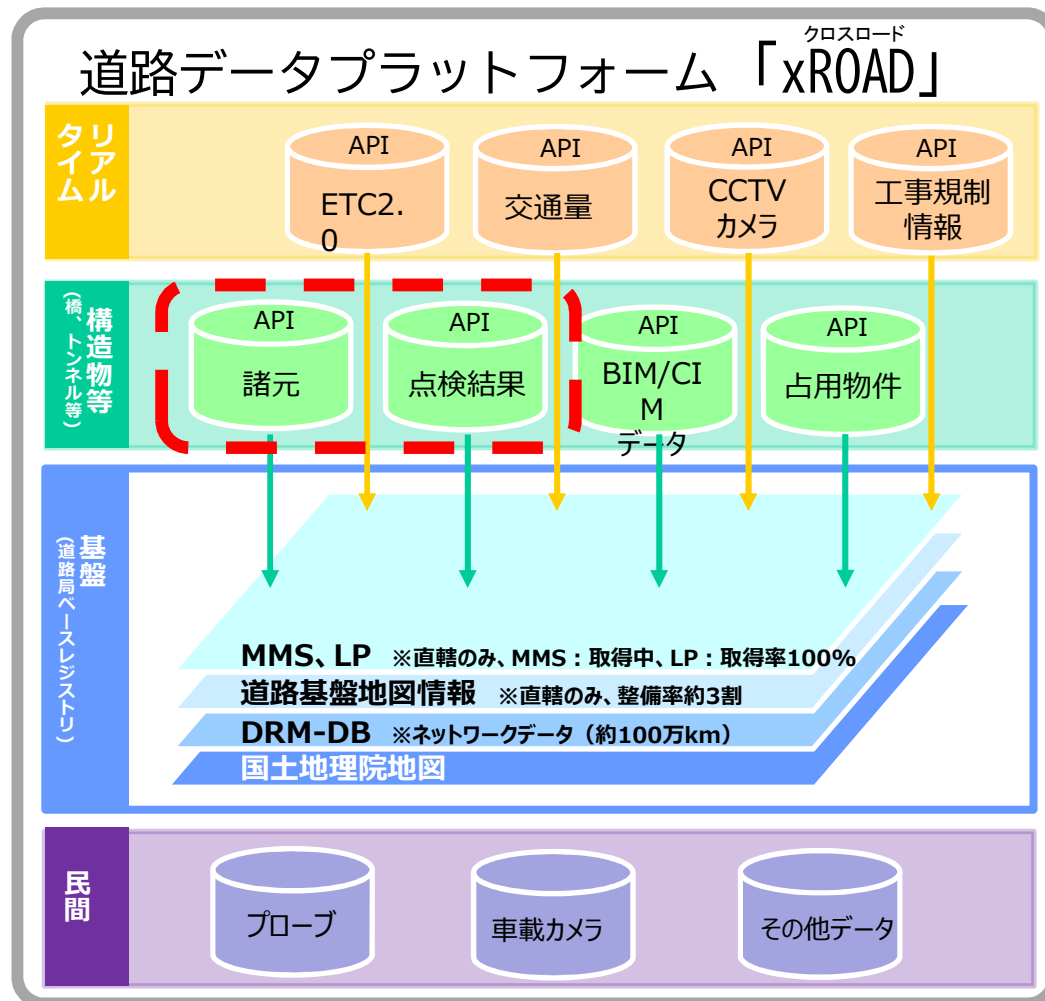 クロスロード
道路データプラットフォーム「xROAD」
リアル
タイム
API
ETC2.
0
API
交通量
API
CCTV
カメラ
API
工事規制
情報
構造物等
(橋、トンネル等)
API
諸元
API
点検結果
API
BIM/CI
M
データ
API
占用物件
基盤
(道路局ベースレジストリ)
MMS、LP ※直轄のみ、MMS：取得中、LP：取得率100%
道路基盤地図情報 ※直轄のみ、整備率約3割
DRM-DB ※ネットワークデータ（約100万km）
国土地理院地図
民間
プローブ
車載カメラ
その他データ